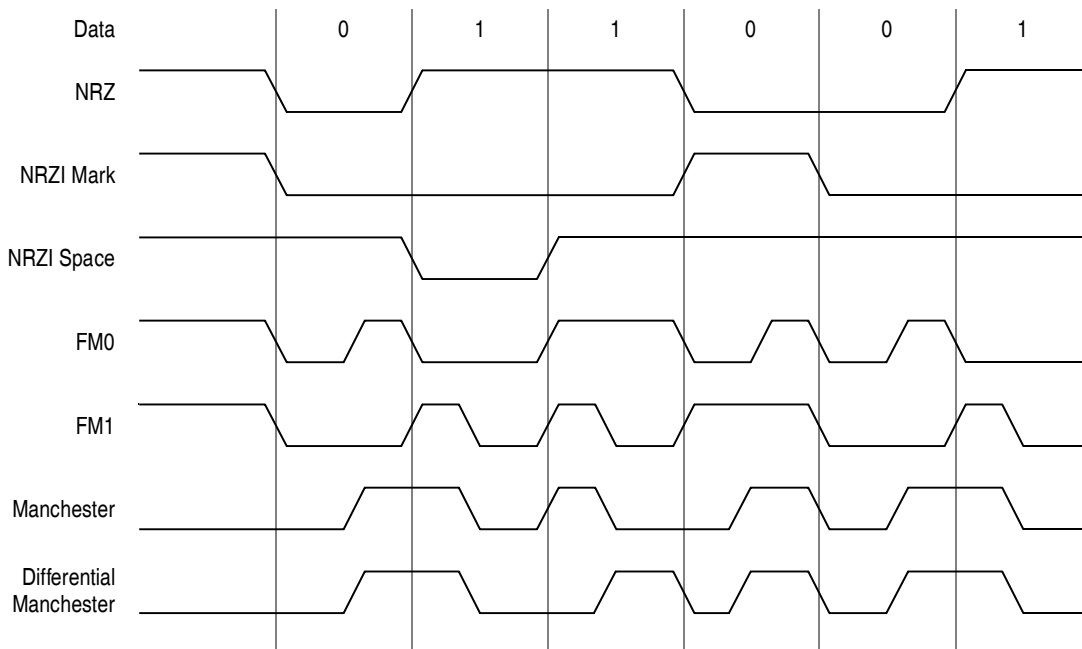 Data 0 1 1 0 0 1
NRZ
NRZI Mark
NRZI Space
FM0
FM1
Manchester
Differential
Manchester